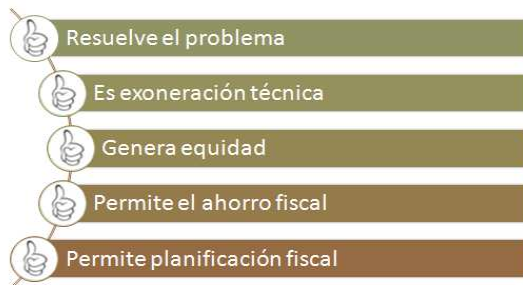 Resuelve el problema
Es exoneración técnica
Genera equidad
Permite el ahorro fiscal
Permite planificación fiscal